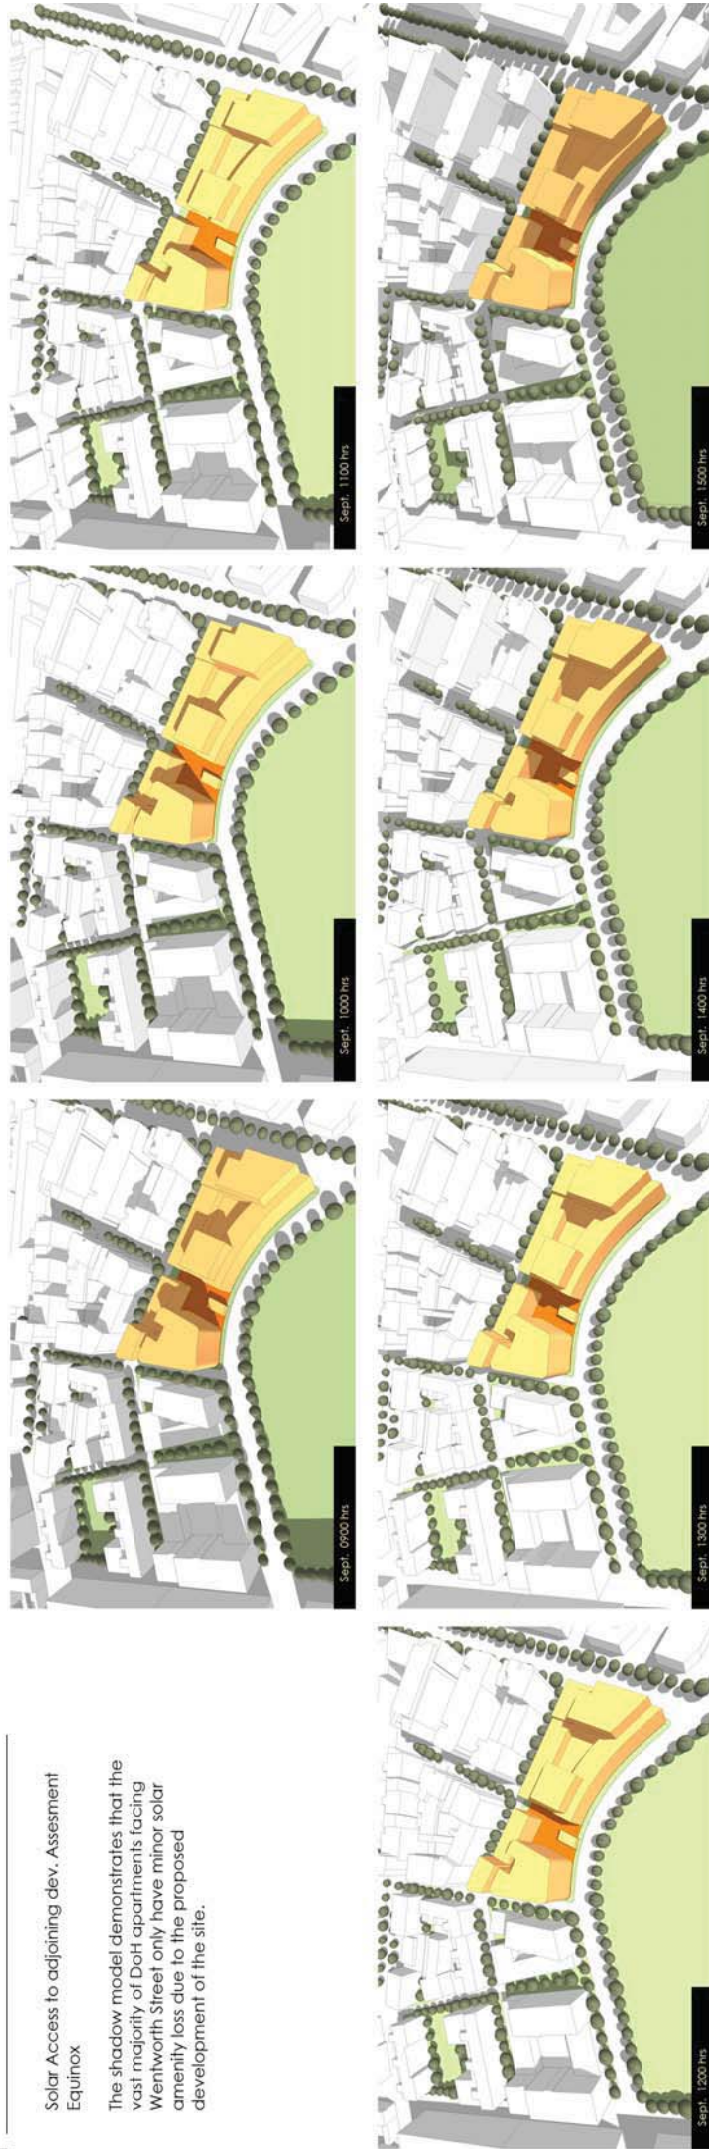 Solar Access to adjoining dev. Assesment
Equinox
The shadow model demonstrates that the
vast majority of DoH apartments facing
Wentworth Street only have minor solar
amenity loss due to the proposed
development of the site.
Sept. 0900 hrs
Sept. 1000 hrs
Sept. 1100 hrs
Sept. 1200 hrs
Sept. 1300 hrs
Sept. 1400 hrs
Sept. 1500 hrs